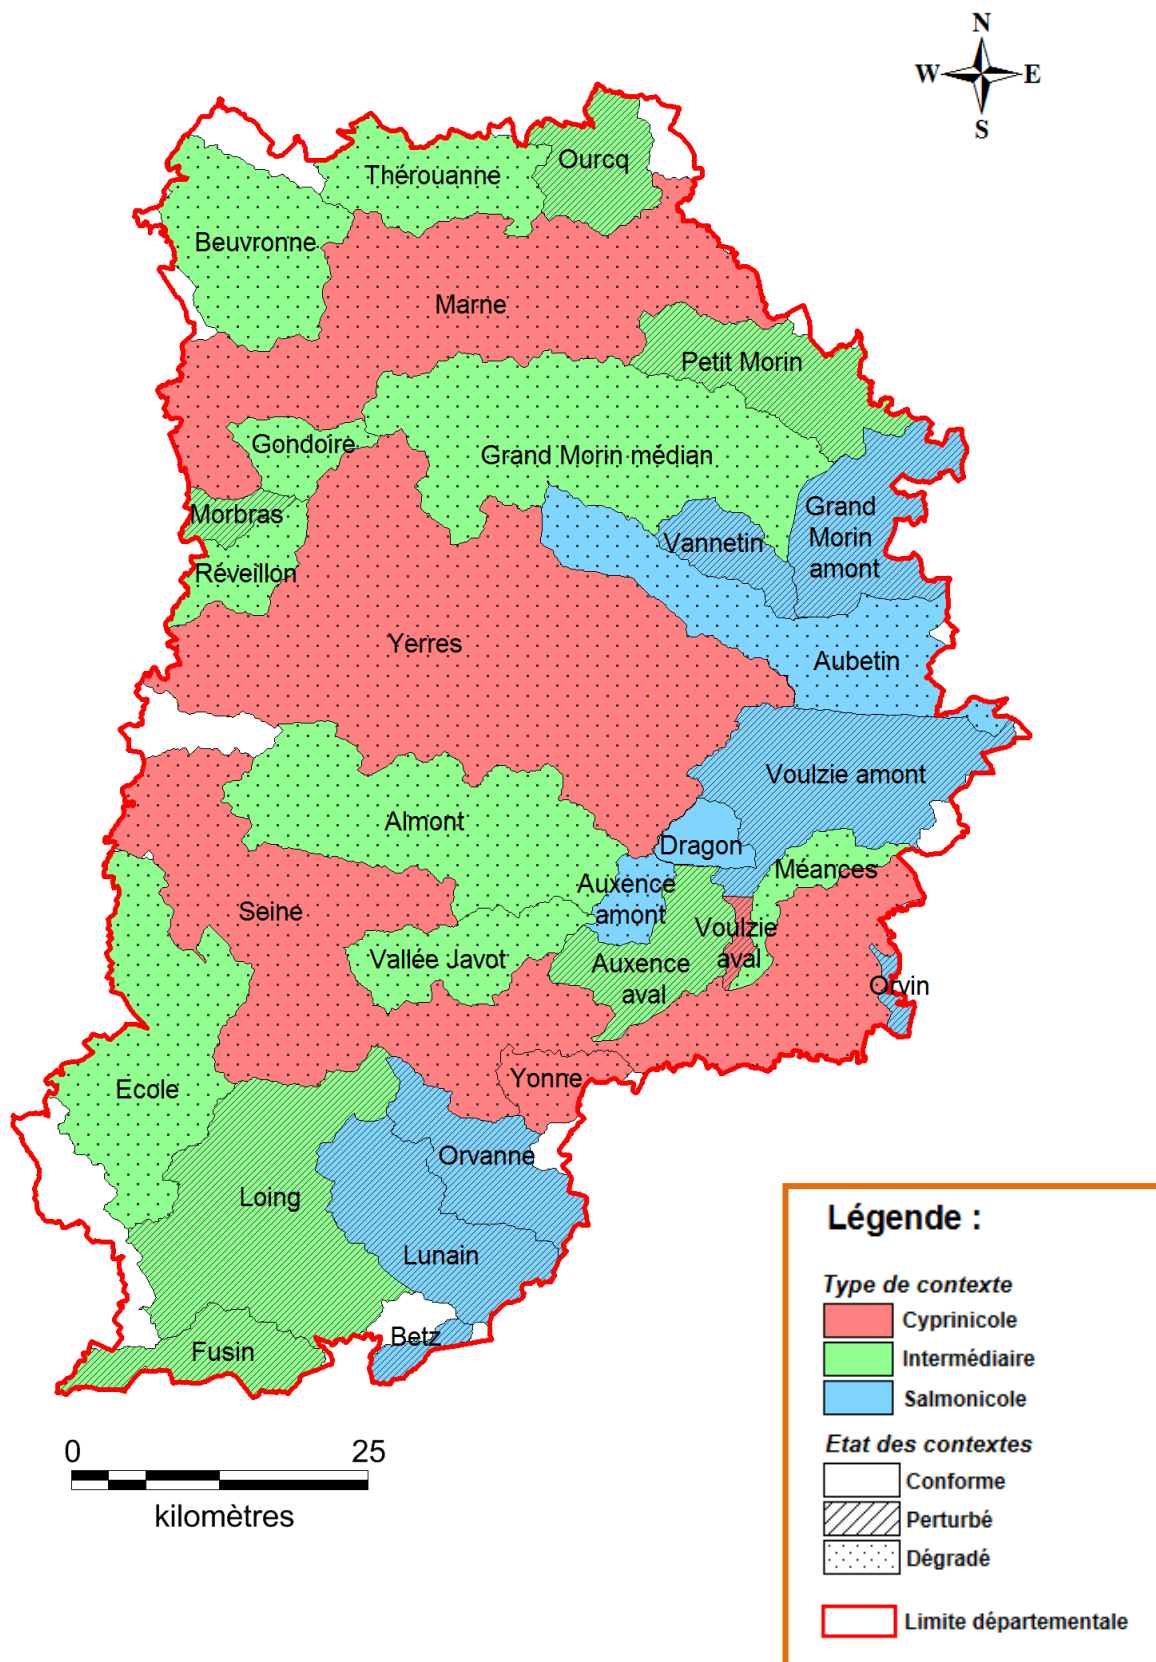 N
W E
S
Ourcq
Thérouanne
Beuvronne
Marne
Petit Morin
Gondoire
Grand Morin médian
Morbras
Grand
Morin
amont
Vannetin
Réveillon
Yerres
Aubetin
Voulzie amont
Almont
Dragon
Méances
Auxence
amont
Seine
Voulzie
aval
Vallée Javot
Auxence
aval
Orvin
Ecole
Yonne
Orvanne
Loing
Lunain
Betz
Fusin
Légende :
Type de contexte
Cyprinicole
Intermédiaire
Salmonicole
Etat des contextes
Conforme
Perturbé
Dégradé
Limite départementale
0 25
kilomètres